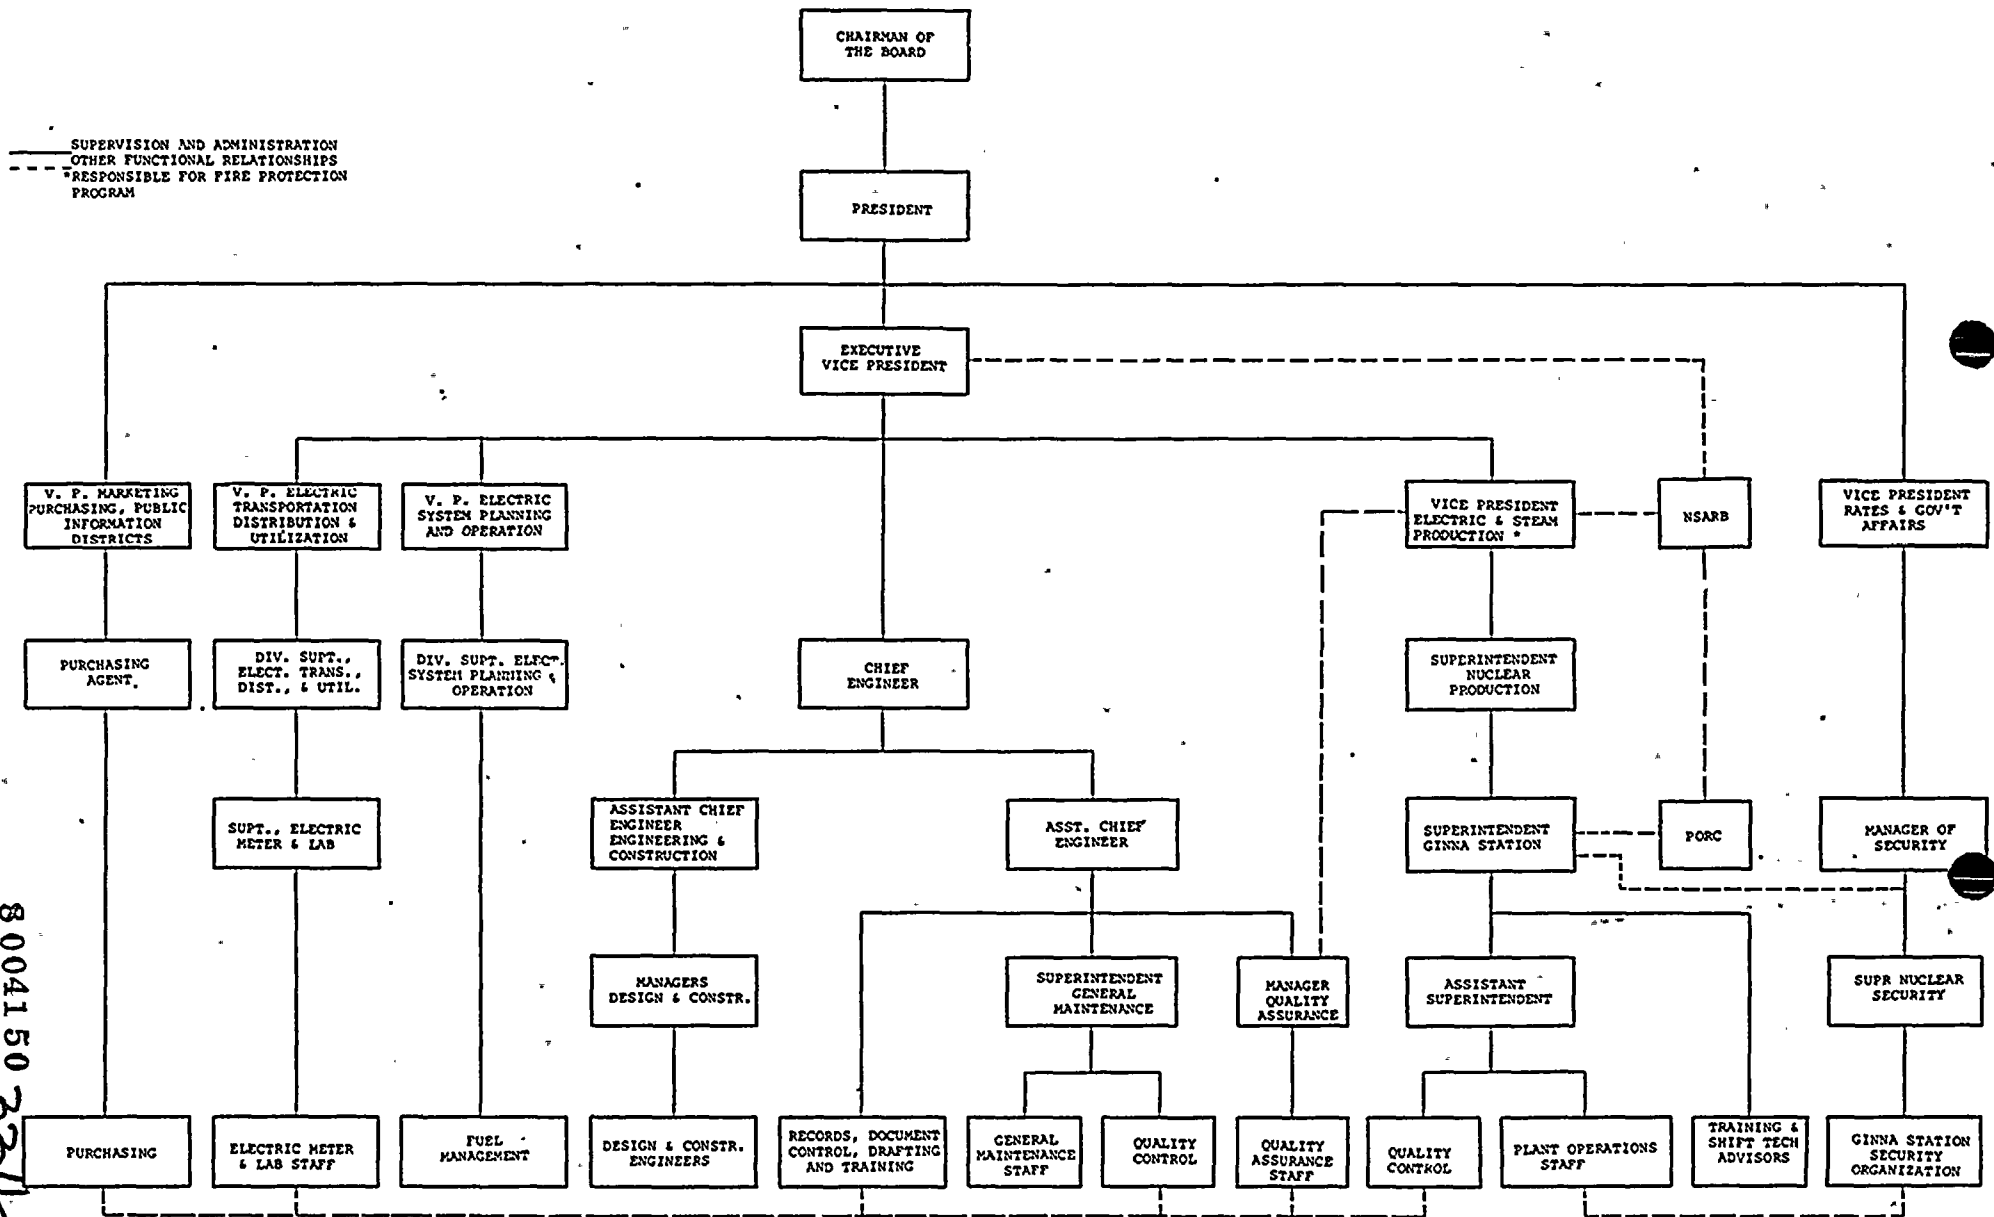 CHAIRMAN OF
THE BOARD
SUPERVISION AND ADMINISTRATION
OTHER FUNCTIONAL RELATIONSHIPS
*RESPONSIBLE FOR FIRE PROTECTION
PROGRAM
PRESIDENT
EXECUTIVE
VICE PRESIDENT
V. P. MARKETING
PURCHASING, PUBLIC
INFORMATION
DISTRICTS
V. P. ELECTRIC
TRANSPORTATION
DISTRIBUTION &
UTILIZATION
V. P. ELECTRIC
SYSTEM PLANNING
AND OPERATION
VICE PRESIDENT
ELECTRIC & STEAM
PRODUCTION *
NSARB
VICE PRESIDENT
RATES & GOV'T
AFFAIRS
PURCHASING
AGENT.
DIV. SUPT.,
ELECT. TRANS.,
DIST., & UTIL.
DIV. SUPT. ELECT.
SYSTEM PLANNING &
OPERATION
CHIEF
ENGINEER
SUPERINTENDENT
NUCLEAR
PRODUCTION
SUPT., ELECTRIC
METER & LAB
ASSISTANT CHIEF
ENGINEER
ENGINEERING &
CONSTRUCTION
ASST. CHIEF
ENGINEER
SUPERINTENDENT
GINNA STATION
PORC
MANAGER OF
SECURITY
MANAGERS
DESIGN & CONSTR.
SUPERINTENDENT
GENERAL
MAINTENANCE
MANAGER
QUALITY
ASSURANCE
ASSISTANT
SUPERINTENDENT
SUPR NUCLEAR
SECURITY
PURCHASING
ELECTRIC METER
& LAB STAFF
FUEL
MANAGEMENT
DESIGN & CONSTR.
ENGINEERS
RECORDS, DOCUMENT
CONTROL, DRAFTING
AND TRAINING
GENERAL
MAINTENANCE
STAFF
QUALITY
CONTROL
QUALITY
ASSURANCE
STAFF
QUALITY
CONTROL
PLANT OPERATIONS
STAFF
TRAINING &
SHIFT TECH
ADVISORS
GINNA STATION
SECURITY
ORGANIZATION
8004150